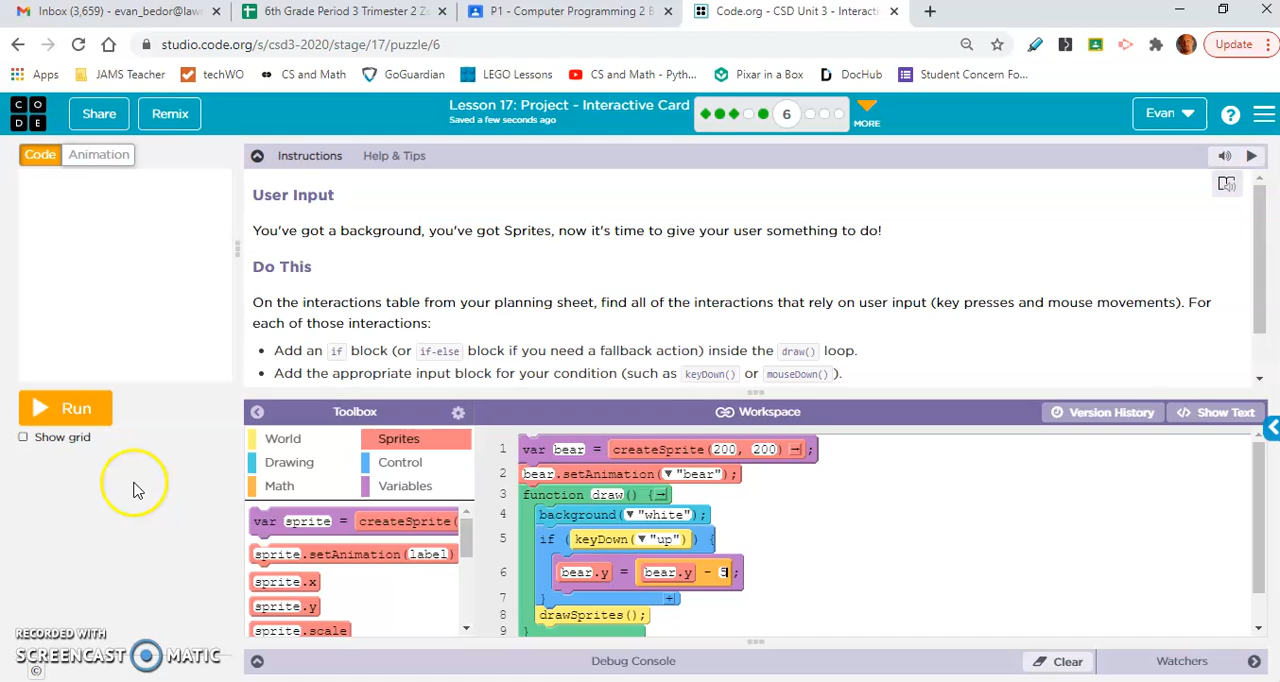 Inbox (3,659) - evan_bedor@law
6th Grade Period 3 Trimester 2 Z
P1 - Computer Programming 2 B
Code.org - CSD Unit 3 - Interacti
studio.code.org/s/csd3-2020/stage/17/puzzle/6
Update
Apps
JAMS Teacher
techWO
CS and Math
GoGuardian
LEGO Lessons
CS and Math - Pyth...
Pixar in a Box
DocHub
Student Concern Fo...
C O
D E
Share
Remix
Lesson 17: Project - Interactive Card
Saved a few seconds ago
6
MORE
Evan
?
Code
Animation
Instructions
Help & Tips
User Input
You've got a background, you've got Sprites, now it's time to give your user something to do!
Do This
On the interactions table from your planning sheet, find all of the interactions that rely on user input (key presses and mouse movements). For
each of those interactions:
• Add an if block (or if-else block if you need a fallback action) inside the draw() loop.
• Add the appropriate input block for your condition (such as keyDown() or mouseDown()).
Run
Show grid
Toolbox
World
Sprites
Drawing
Control
Math
Variables
var sprite = createSprite(
sprite.setAnimation(label)
sprite.x
sprite.y
sprite.scale
Workspace
Version History
</> Show Text
1 var bear = createSprite(200, 200);
2 bear.setAnimation("bear");
3 function draw() {
4 background("white");
5 if (keyDown("up")) {
6 bear.y = bear.y - 5;
7 }
8 drawSprites();
9 }
Debug Console
Clear
Watchers
RECORDED WITH
SCREENCAST MATIC
©